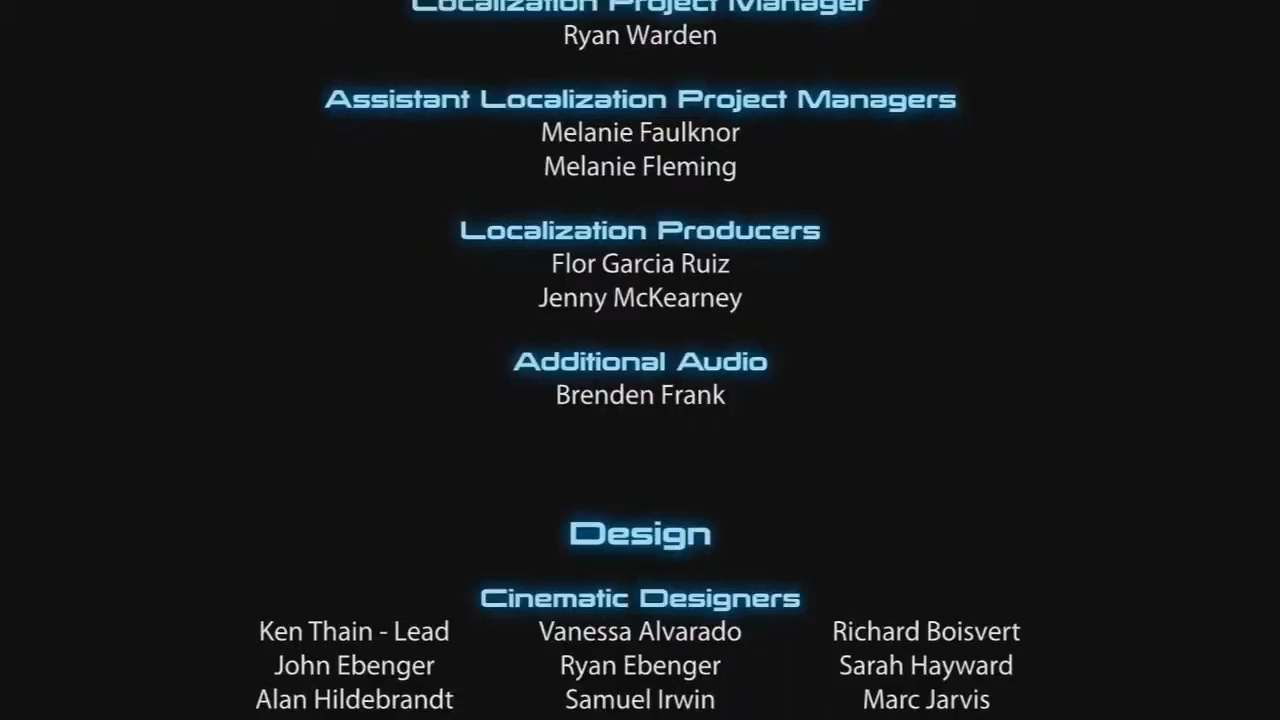 Localization Project Manager
Ryan Warden
Assistant Localization Project Managers
Melanie Faulknor
Melanie Fleming
Localization Producers
Flor Garcia Ruiz
Jenny McKearney
Additional Audio
Brenden Frank
Design
Cinematic Designers
Ken Thain - Lead Vanessa Alvarado Richard Boisvert
John Ebenger Ryan Ebenger Sarah Hayward
Alan Hildebrandt Samuel Irwin Marc Jarvis